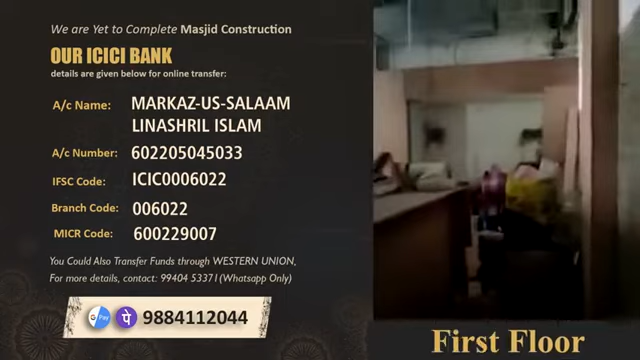 We are Yet to Complete Masjid Construction
OUR ICICI BANK
details are given below for online transfer:
A/c Name: MARKAZ-US-SALAAM
LINASHRIL ISLAM
A/c Number: 602205045033
IFSC Code: ICIC0006022
Branch Code: 006022
MICR Code: 600229007
You Could Also Transfer Funds through WESTERN UNION,
For more details, contact: 99404 53371(Whatsapp Only)
G Pay पे 9884112044
First Floor